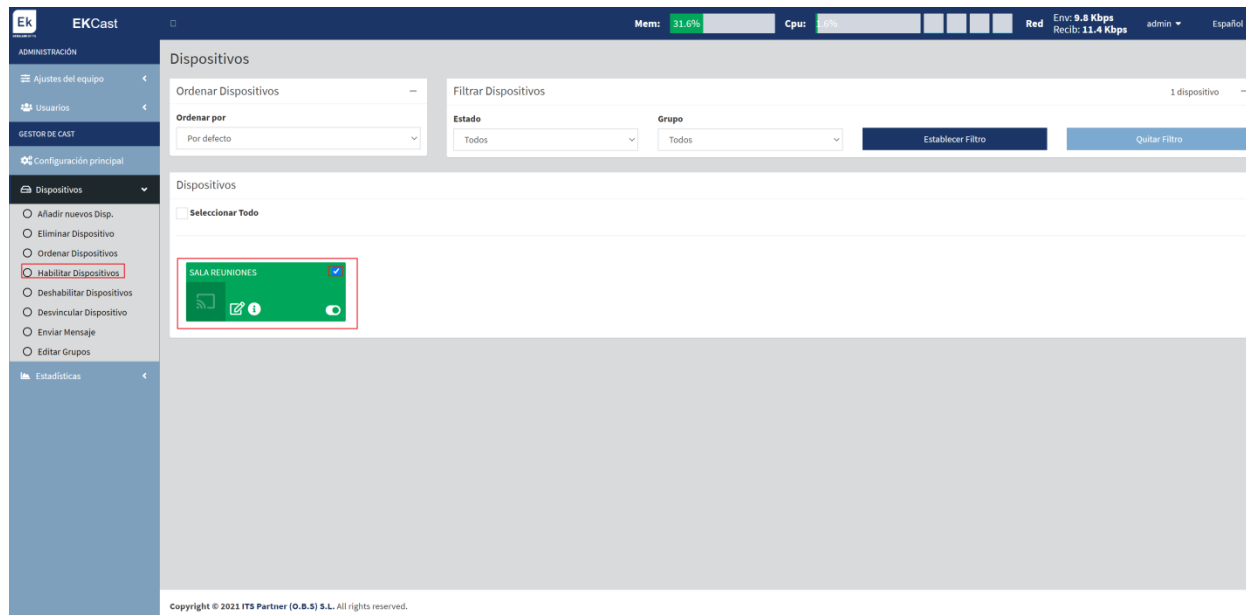 Ek
EKCast
Mem: 31.6%
Cpu: 1.6%
Red
Env: 9.8 Kbps
Recib: 11.4 Kbps
admin
Español
ADMINISTRACIÓN
Ajustes del equipo
Usuarios
GESTOR DE CAST
Configuración principal
Dispositivos
Añadir nuevos Disp.
Eliminar Dispositivo
Ordenar Dispositivos
Habilitar Dispositivos
Deshabilitar Dispositivos
Desvincular Dispositivo
Enviar Mensaje
Editar Grupos
Estadísticas
Dispositivos
Ordenar Dispositivos
Ordenar por
Por defecto
Filtrar Dispositivos
1 dispositivo
Estado
Grupo
Todos
Todos
Establecer Filtro
Quitar Filtro
Dispositivos
Seleccionar Todo
SALA REUNIONES
Copyright © 2021 ITS Partner (O.B.S) S.L. All rights reserved.